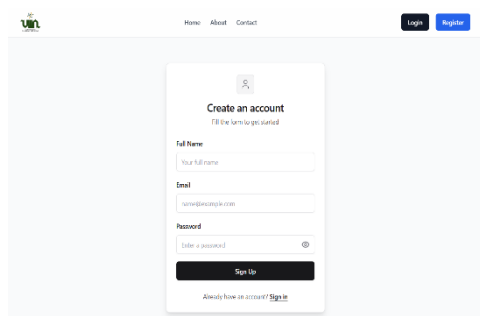 Home About Contact
Login Register
Create an account
Fill the form to get started
Full Name
Your full name
Email
name@example.com
Password
Enter a password
Sign Up
Already have an account? Sign in